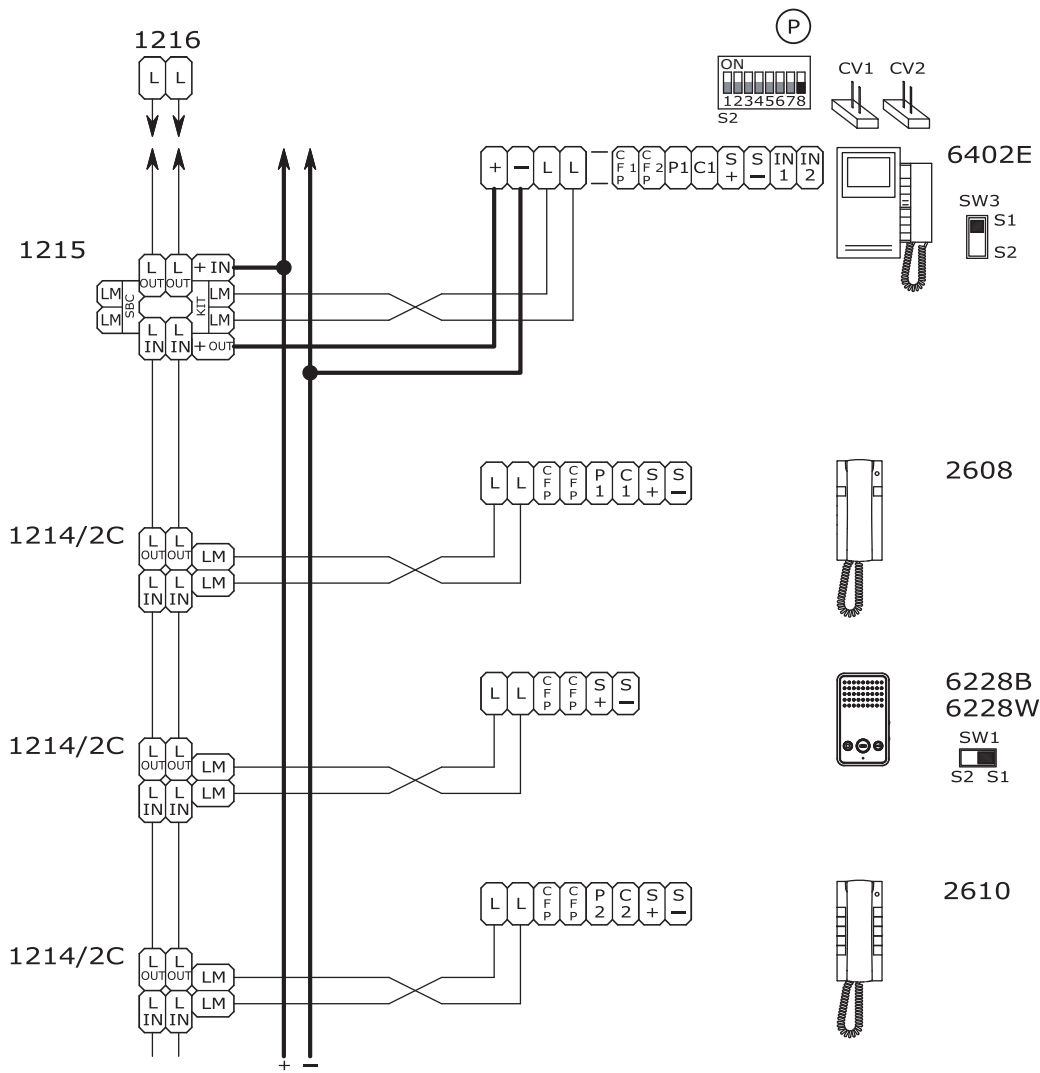 1216
L L
P
ON
12345678
S2
CV1 CV2
6402E
SW3
S1
S2
+ − L L CFP1 CFP2 P1 C1 S+ S− IN1 IN2
1215
L OUT L OUT + IN
LM SBC KIT LM
LM LM
L IN L IN + OUT
2608
L L CFP CFP P1 C1 S+ S−
1214/2C
L OUT L OUT LM
L IN L IN LM
6228B
6228W
SW1
S2 S1
L L CFP CFP S+ S−
1214/2C
L OUT L OUT LM
L IN L IN LM
2610
L L CFP CFP P2 C2 S+ S−
1214/2C
L OUT L OUT LM
L IN L IN LM
+ −